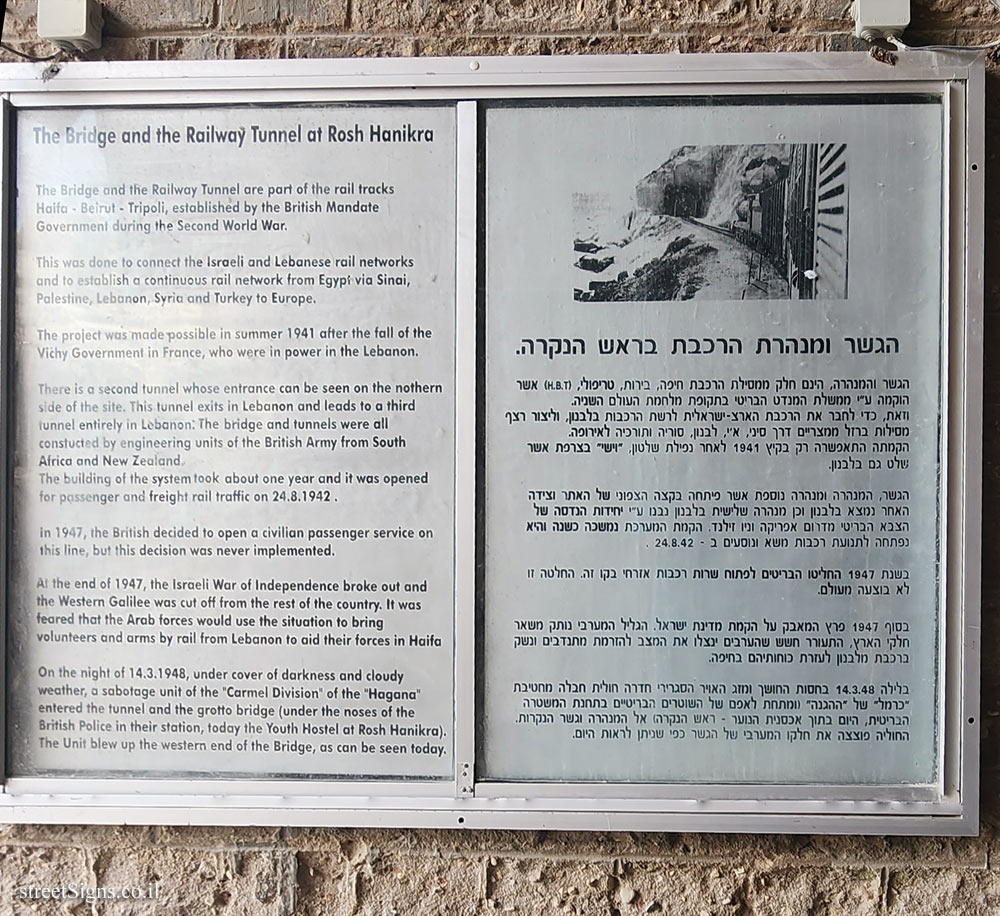 The Bridge and the Railway Tunnel at Rosh Hanikra
The Bridge and the Railway Tunnel are part of the rail tracks
Haifa - Beirut - Tripoli, established by the British Mandate
Government during the Second World War.
This was done to connect the Israeli and Lebanese rail networks
and to establish a continuous rail network from Egypt via Sinai,
Palestine, Lebanon, Syria and Turkey to Europe.
The project was made possible in summer 1941 after the fall of the
Vichy Government in France, who were in power in the Lebanon.
There is a second tunnel whose entrance can be seen on the nothern
side of the site. This tunnel exits in Lebanon and leads to a third
tunnel entirely in Lebanon. The bridge and tunnels were all
constucted by engineering units of the British Army from South
Africa and New Zealand.
The building of the system took about one year and it was opened
for passenger and freight rail traffic on 24.8.1942 .
In 1947, the British decided to open a civilian passenger service on
this line, but this decision was never implemented.
At the end of 1947, the Israeli War of Independence broke out and
the Western Galilee was cut off from the rest of the country. It was
feared that the Arab forces would use the situation to bring
volunteers and arms by rail from Lebanon to aid their forces in Haifa
On the night of 14.3.1948, under cover of darkness and cloudy
weather, a sabotage unit of the "Carmel Division" of the "Hagana"
entered the tunnel and the grotto bridge (under the noses of the
British Police in their station, today the Youth Hostel at Rosh Hanikra).
The Unit blew up the western end of the Bridge, as can be seen today.
הגשר ומנהרת הרכבת בראש הנקרה.
הגשר והמנהרה, הינם חלק ממסילת הרכבת חיפה, בירות, טריפולי, (H.B.T) אשר
הוקמה ע״י ממשלת המנדט הבריטי בתקופת מלחמת העולם השניה.
וזאת, כדי לחבר את הרכבת הארצ-ישראלית לרשת הרכבות בלבנון, וליצור רצף
מסילות ברזל ממצריים דרך סיני, א״י, לבנון, סוריה ותורכיה לאירופה.
הקמתה התאפשרה רק בקיץ 1941 לאחר נפילת שלטון, ״וישי״ בצרפת אשר
שלט גם בלבנון.
הגשר, המנהרה ומנהרה נוספת אשר פיתחה בקצה הצפוני של האתר וצידה
האחר נמצא בלבנון וכן מנהרה שלישית בלבנון נבנו ע״י יחידות הנדסה של
הצבא הבריטי מדרום אפריקה וניו זילנד. הקמת המערכת נמשכה כשנה והיא
נפתחה לתנועת רכבות משא ונוסעים ב - 24.8.42 .
בשנת 1947 החליטו הבריטים לפתוח שרות רכבות אזרחי בקו זה. החלטה זו
לא בוצעה מעולם.
בסוף 1947 פרץ המאבק על הקמת מדינת ישראל. הגליל המערבי נותק משאר
חלקי הארץ, התעורר חשש שהערבים ינצלו את המצב להזרמת מתנדבים ונשק
ברכבת מלבנון לעזרת כוחותיהם בחיפה.
בלילה 14.3.48 בחסות החושך ומזג האויר הסגרירי חדרה חולית חבלה מחטיבת
״כרמל״ של ״ההגנה״ (ומתחת לאפם של השוטרים הבריטיים בתחנת המשטרה
הבריטית, היום בתוך אכסנית הנוער - ראש הנקרה) אל המנהרה וגשר הנקרות.
החוליה פוצצה את חלקו המערבי של הגשר כפי שניתן לראות היום.
streetSigns.co.il